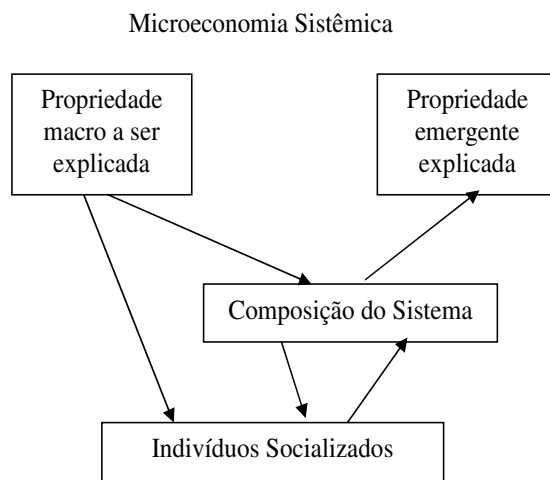 Microeconomia Sistêmica
Propriedade
macro a ser
explicada
Propriedade
emergente
explicada
Composição do Sistema
Indivíduos Socializados